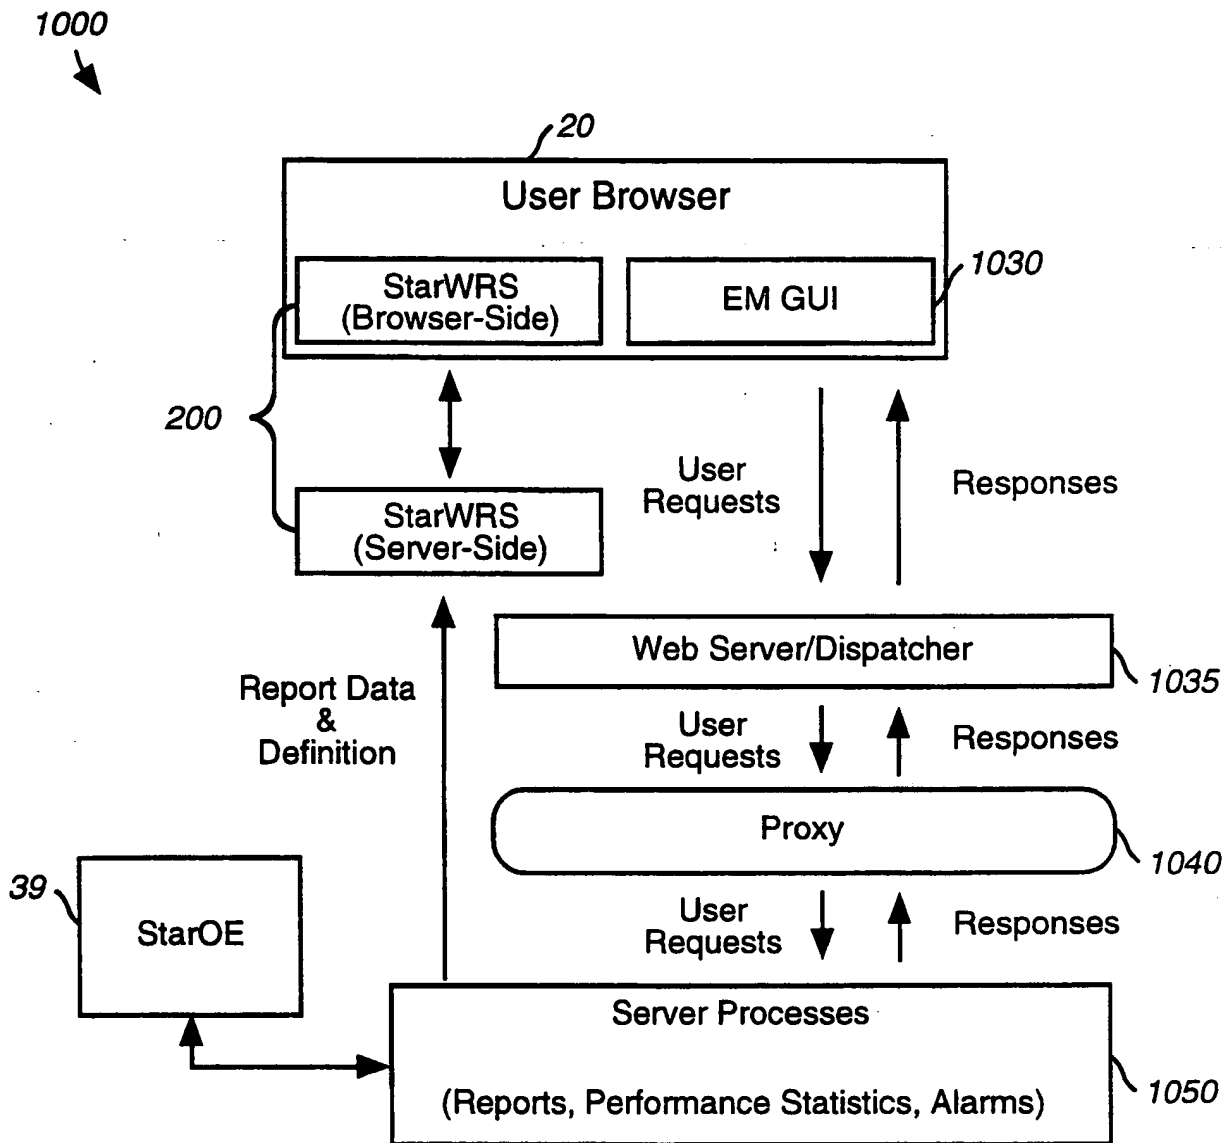 1000
20
User Browser
StarWRS
(Browser-Side)
EM GUI
1030
200
User
Requests
Responses
StarWRS
(Server-Side)
Web Server/Dispatcher
1035
Report Data
&
Definition
User
Requests
Responses
Proxy
1040
39
StarOE
User
Requests
Responses
Server Processes
(Reports, Performance Statistics, Alarms)
1050